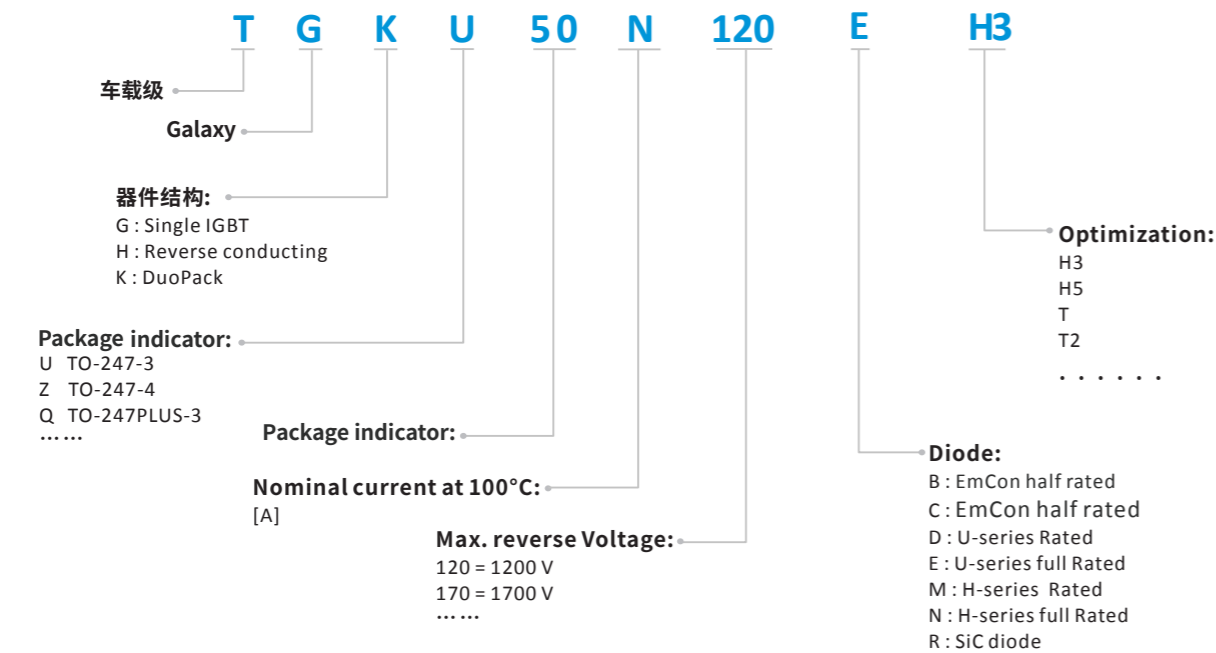 T G K U 50 N 120 E H3
车载级
Galaxy
器件结构:
G : Single IGBT
H : Reverse conducting
K : DuoPack
Package indicator:
U TO-247-3
Z TO-247-4
Q TO-247PLUS-3
……
Package indicator:
Nominal current at 100°C:
[A]
Max. reverse Voltage:
120 = 1200 V
170 = 1700 V
……
Optimization:
H3
H5
T
T2
......
Diode:
B : EmCon half rated
C : EmCon half rated
D : U-series Rated
E : U-series full Rated
M : H-series Rated
N : H-series full Rated
R : SiC diode